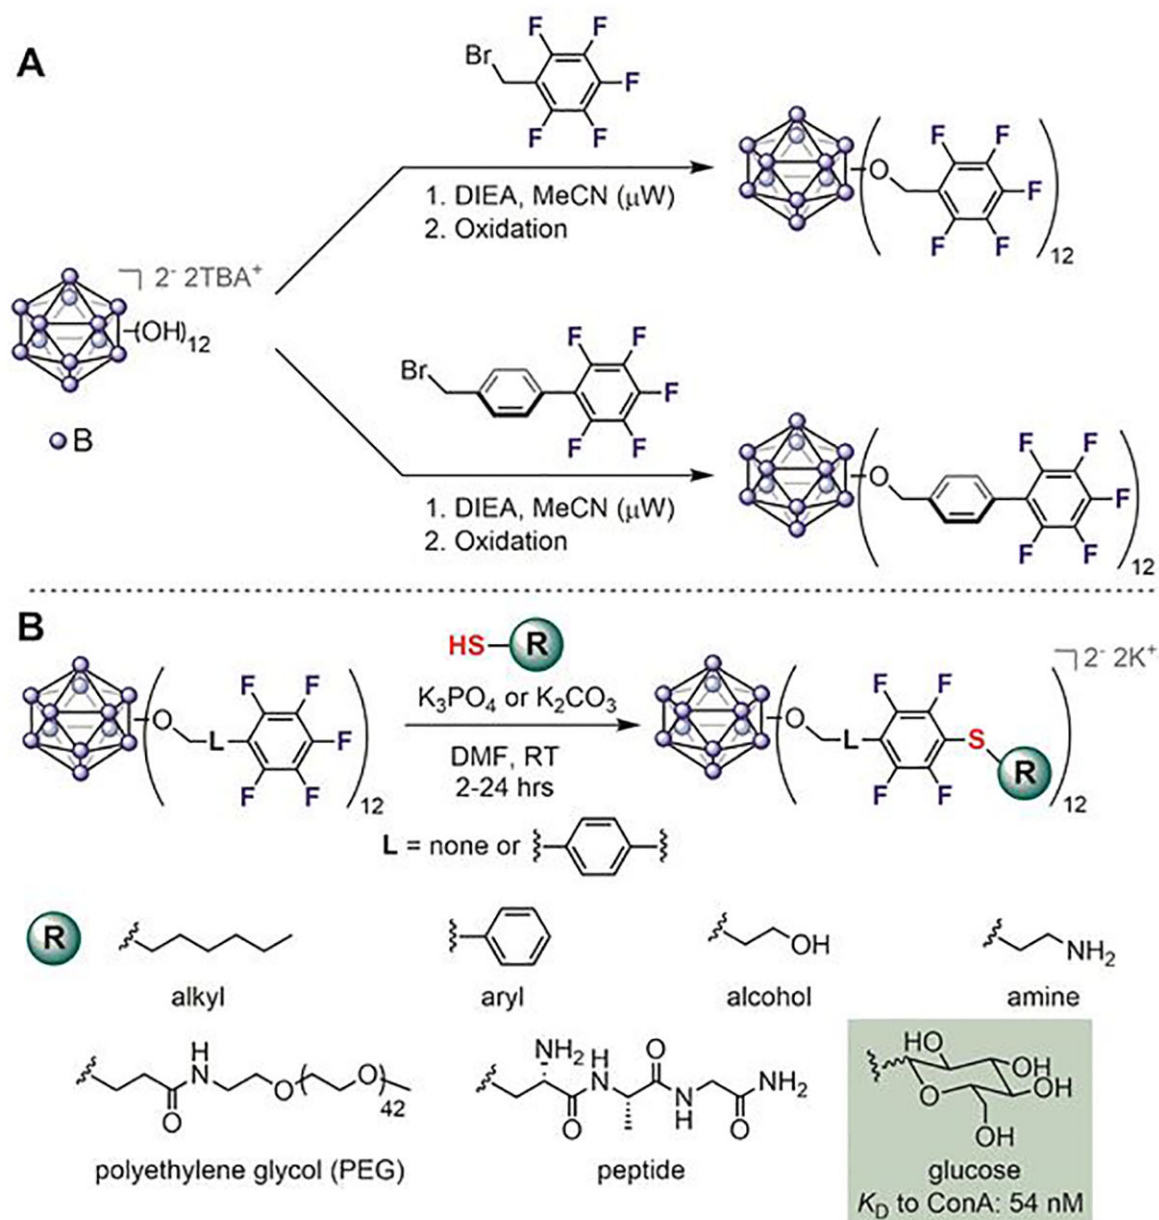 A
Br
F
F
F
F
F
1. DIEA, MeCN (μW)
2. Oxidation
O
F
F
F
F
F
12
2- 2TBA+
(OH)12
B
Br
F
F
F
F
F
1. DIEA, MeCN (μW)
2. Oxidation
O
F
F
F
F
F
12
B
O
L
F
F
F
F
F
12
HS
R
K3PO4 or K2CO3
DMF, RT
2-24 hrs
O
L
F
F
F
F
S
R
12
2- 2K+
L = none or
R
OH
NH2
alkyl
aryl
alcohol
amine
H
N
O
O
O
42
polyethylene glycol (PEG)
NH2
O
H
N
O
N
H
O
NH2
peptide
HO
OH
OH
O
OH
glucose
KD to ConA: 54 nM